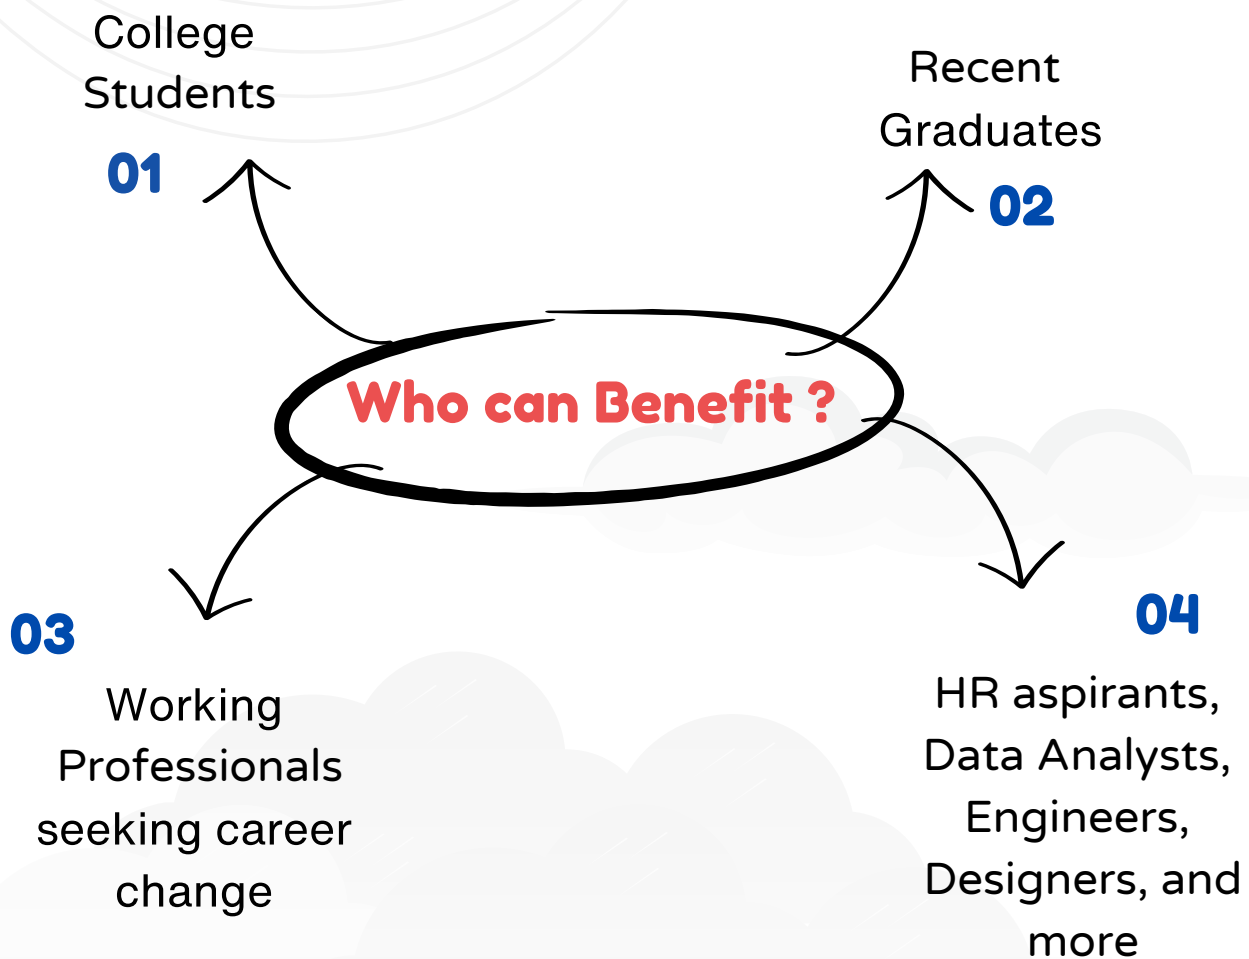 College
Students
01
Recent
Graduates
02
Who can Benefit ?
03
Working
Professionals
seeking career
change
04
HR aspirants,
Data Analysts,
Engineers,
Designers, and
more